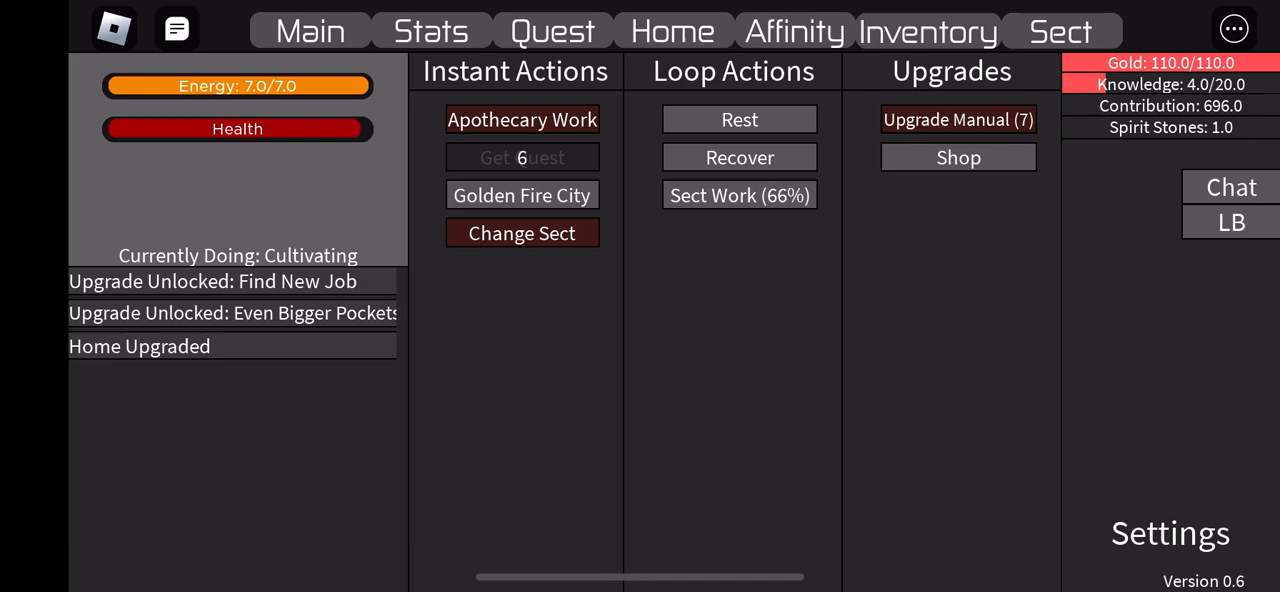 Main Stats Quest Home Affinity Inventory Sect
Energy: 7.0/7.0
Health
Currently Doing: Cultivating
Upgrade Unlocked: Find New Job
Upgrade Unlocked: Even Bigger Pockets
Home Upgraded
Instant Actions
Apothecary Work
Get Quest
6
Golden Fire City
Change Sect
Loop Actions
Rest
Recover
Sect Work (66%)
Upgrades
Upgrade Manual (7)
Shop
Gold: 110.0/110.0
Knowledge: 4.0/20.0
Contribution: 696.0
Spirit Stones: 1.0
Chat
LB
Settings
Version 0.6